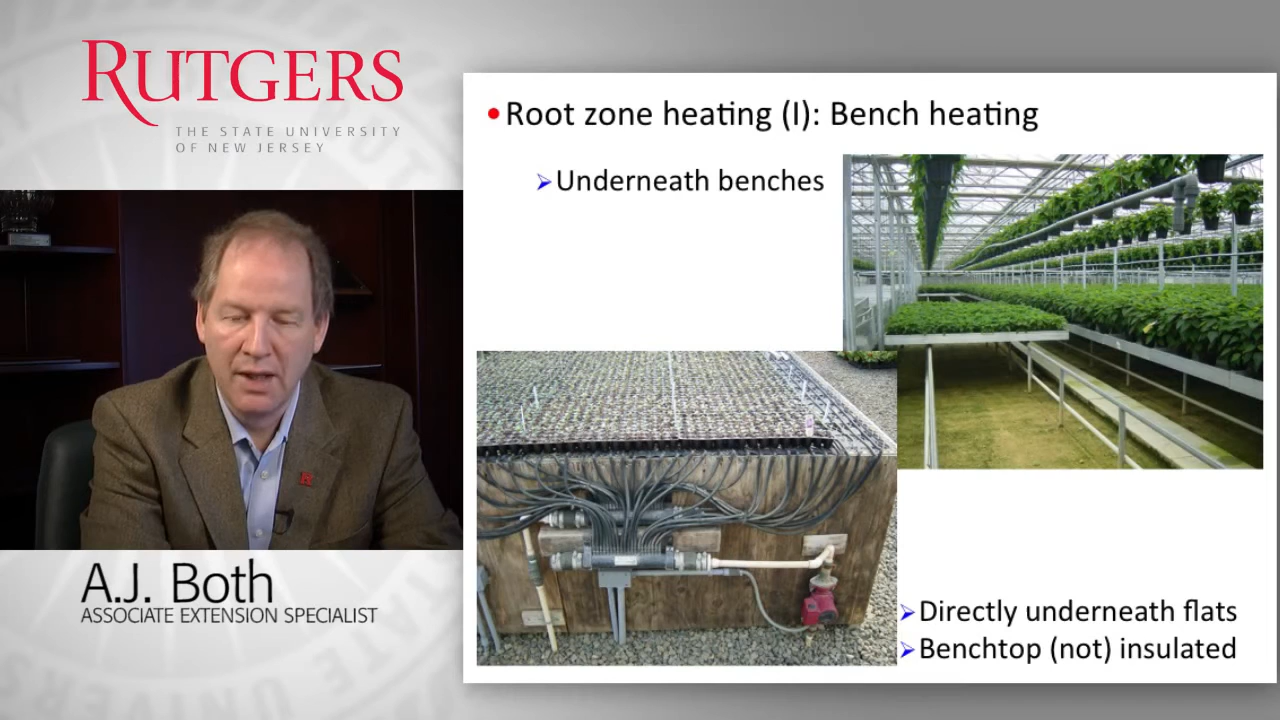 RUTGERS
THE STATE UNIVERSITY
OF NEW JERSEY
A.J. Both
ASSOCIATE EXTENSION SPECIALIST
•Root zone heating (I): Bench heating
➢Underneath benches
➢Directly underneath flats
➢Benchtop (not) insulated